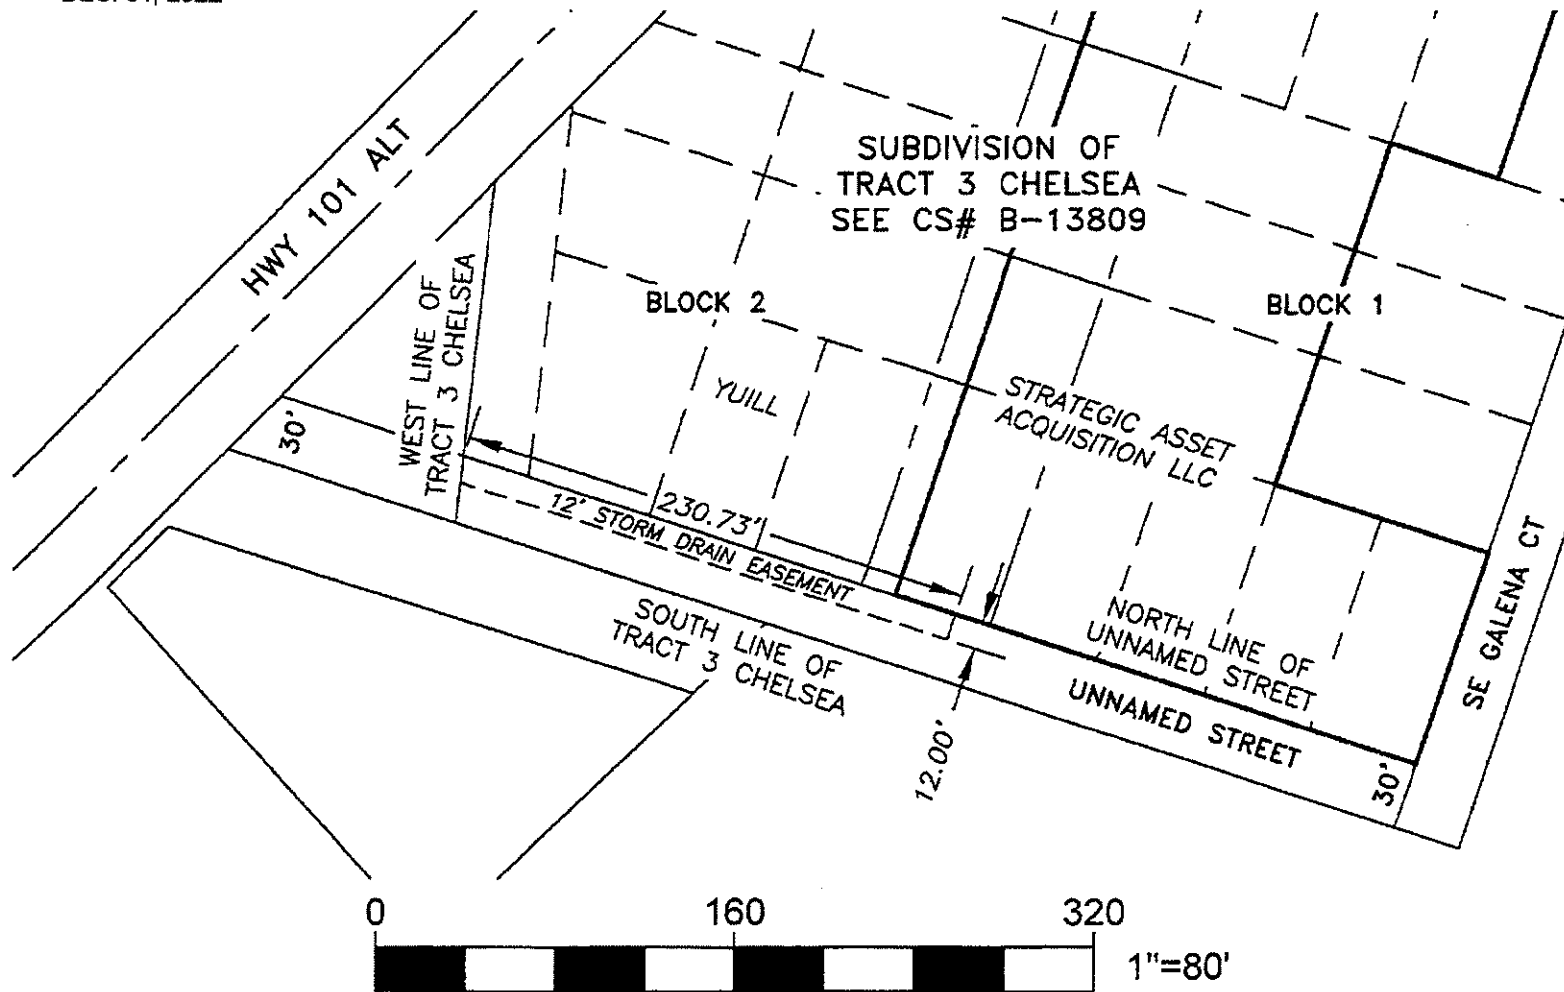 HWY 101 ALT
SUBDIVISION OF
TRACT 3 CHELSEA
SEE CS# B-13809
BLOCK 2
BLOCK 1
WEST LINE OF
TRACT 3 CHELSEA
YUILL
STRATEGIC ASSET
ACQUISITION LLC
30'
230.73'
12' STORM DRAIN EASEMENT
SOUTH LINE OF
TRACT 3 CHELSEA
NORTH LINE OF
UNNAMED STREET
UNNAMED STREET
SE GALENA CT
12.00'
30'
0 160 320
1"=80'